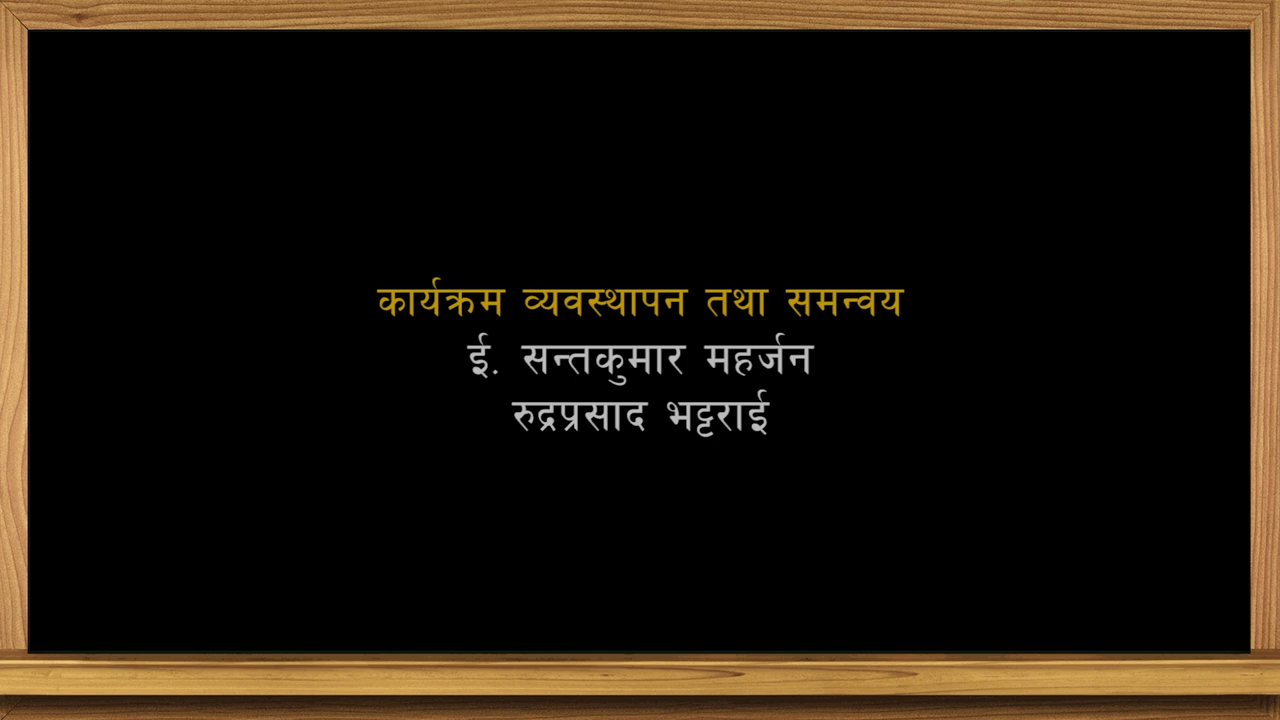 कार्यक्रम व्यवस्थापन तथा समन्वय
ई. सन्तकुमार महर्जन
रुद्रप्रसाद भट्टराई